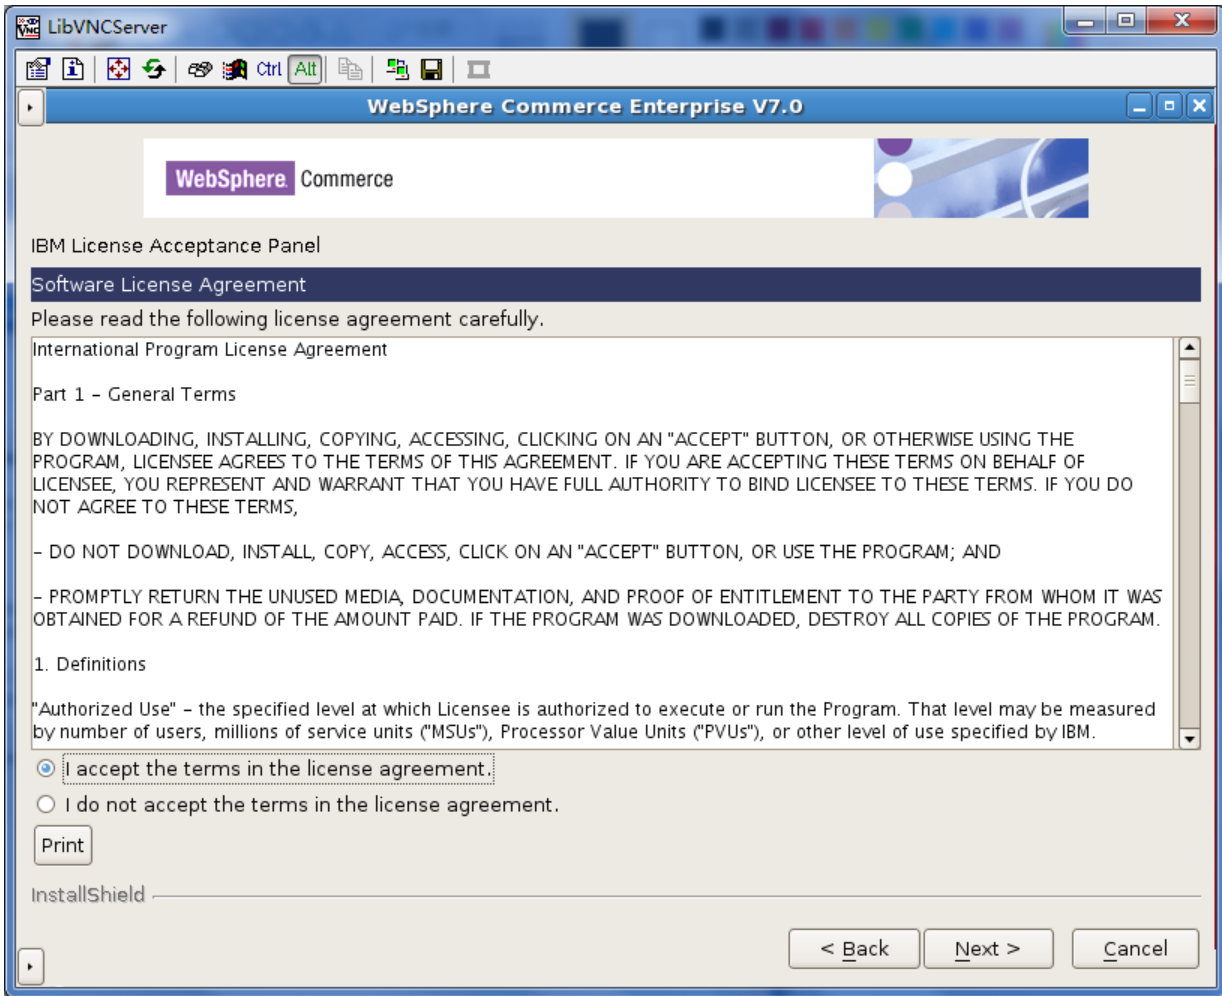 LibVNCServer
Ctrl Alt
WebSphere Commerce Enterprise V7.0
WebSphere. Commerce
IBM License Acceptance Panel
Software License Agreement
Please read the following license agreement carefully.
International Program License Agreement
Part 1 – General Terms
BY DOWNLOADING, INSTALLING, COPYING, ACCESSING, CLICKING ON AN "ACCEPT" BUTTON, OR OTHERWISE USING THE
PROGRAM, LICENSEE AGREES TO THE TERMS OF THIS AGREEMENT. IF YOU ARE ACCEPTING THESE TERMS ON BEHALF OF
LICENSEE, YOU REPRESENT AND WARRANT THAT YOU HAVE FULL AUTHORITY TO BIND LICENSEE TO THESE TERMS. IF YOU DO
NOT AGREE TO THESE TERMS,
– DO NOT DOWNLOAD, INSTALL, COPY, ACCESS, CLICK ON AN "ACCEPT" BUTTON, OR USE THE PROGRAM; AND
– PROMPTLY RETURN THE UNUSED MEDIA, DOCUMENTATION, AND PROOF OF ENTITLEMENT TO THE PARTY FROM WHOM IT WAS
OBTAINED FOR A REFUND OF THE AMOUNT PAID. IF THE PROGRAM WAS DOWNLOADED, DESTROY ALL COPIES OF THE PROGRAM.
1. Definitions
"Authorized Use" – the specified level at which Licensee is authorized to execute or run the Program. That level may be measured
by number of users, millions of service units ("MSUs"), Processor Value Units ("PVUs"), or other level of use specified by IBM.
I accept the terms in the license agreement.
I do not accept the terms in the license agreement.
Print
InstallShield
< Back Next > Cancel